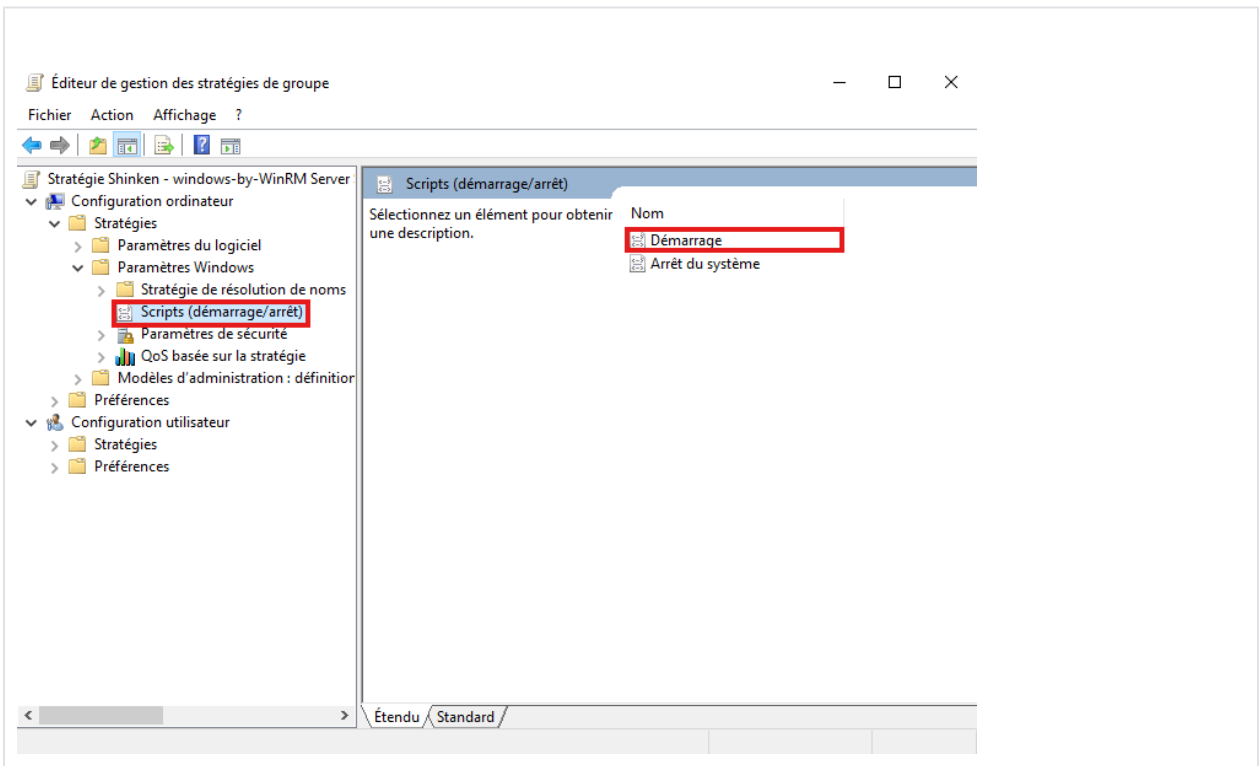 Éditeur de gestion des stratégies de groupe
Fichier Action Affichage ?
Stratégie Shinken - windows-by-WinRM Server
Configuration ordinateur
Stratégies
Paramètres du logiciel
Paramètres Windows
Stratégie de résolution de noms
Scripts (démarrage/arrêt)
Paramètres de sécurité
QoS basée sur la stratégie
Modèles d'administration : définition
Préférences
Configuration utilisateur
Stratégies
Préférences
Scripts (démarrage/arrêt)
Sélectionnez un élément pour obtenir
une description.
Nom
Démarrage
Arrêt du système
Étendu Standard